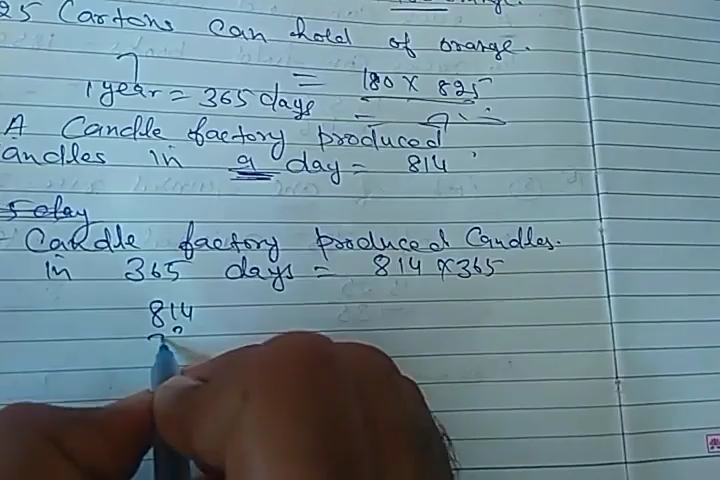 25 Cartons Can hold of orange.
= 180 X 825
1 year = 365 days =
A Candle factory produced
andles in a day = 814
Candle factory produced Candles.
in 365 days = 814 X 365
814